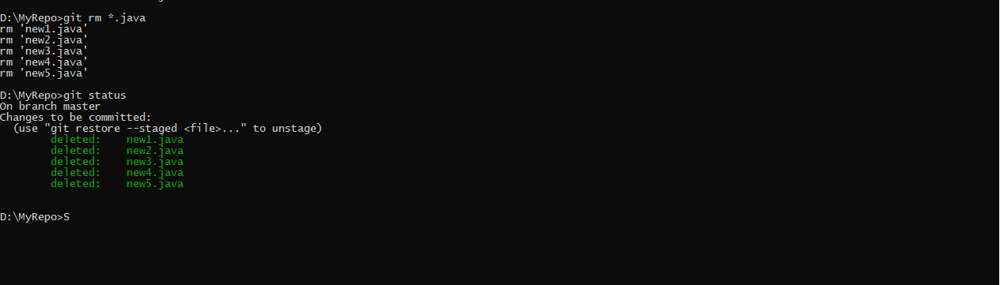 D:\MyRepo>git rm *.java
rm 'new1.java'
rm 'new2.java'
rm 'new3.java'
rm 'new4.java'
rm 'new5.java'
D:\MyRepo>git status
On branch master
Changes to be committed:
  (use "git restore --staged <file>..." to unstage)
        deleted:    new1.java
        deleted:    new2.java
        deleted:    new3.java
        deleted:    new4.java
        deleted:    new5.java
D:\MyRepo>S